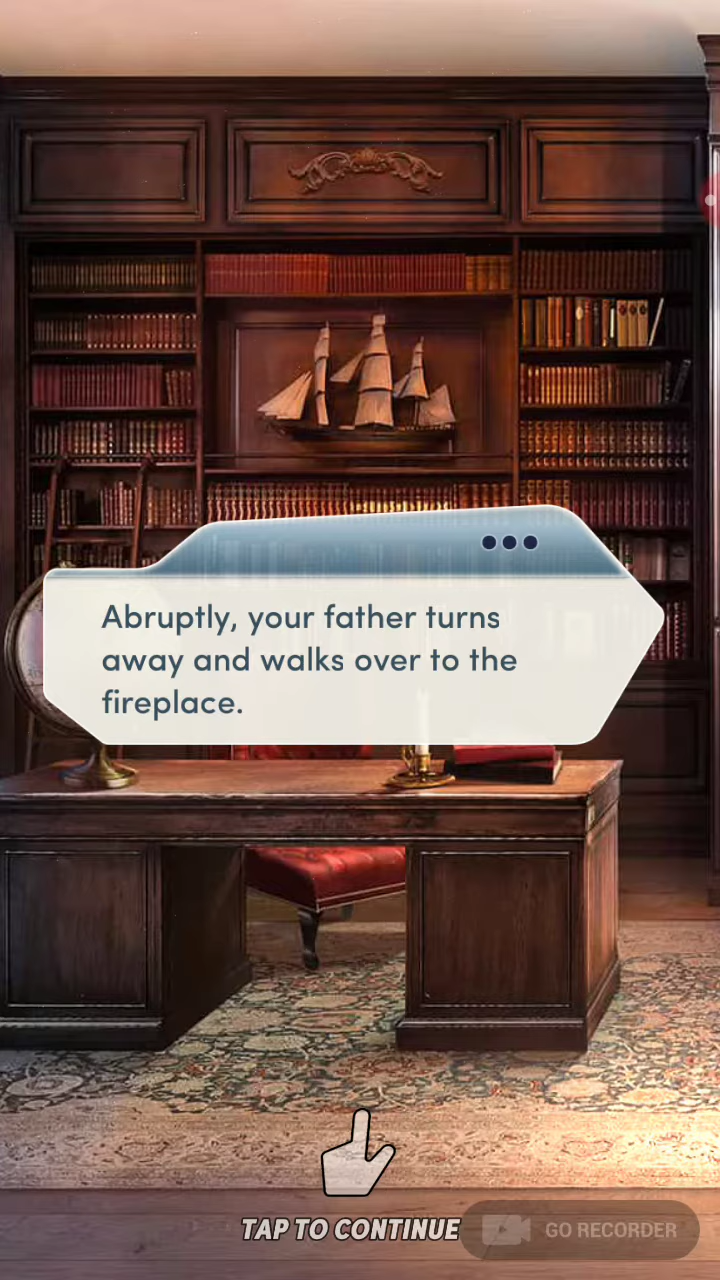 Abruptly, your father turns
away and walks over to the
fireplace.
TAP TO CONTINUE
GO RECORDER